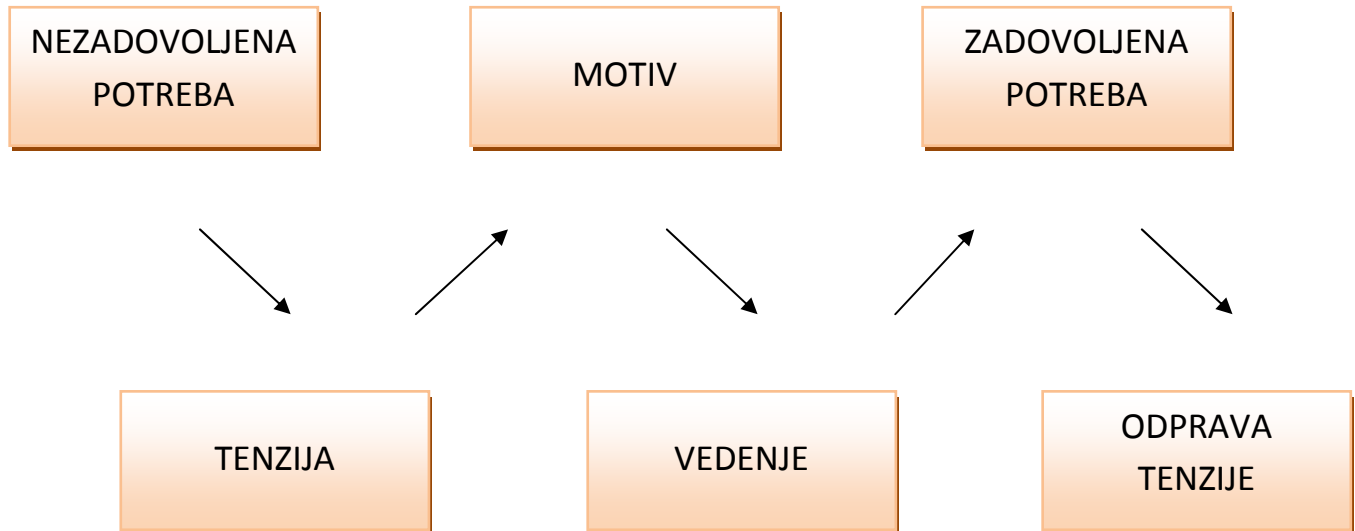 NEZADOVOLJENA
POTREBA
MOTIV
ZADOVOLJENA
POTREBA
TENZIJA
VEDENJE
ODPRAVA
TENZIJE